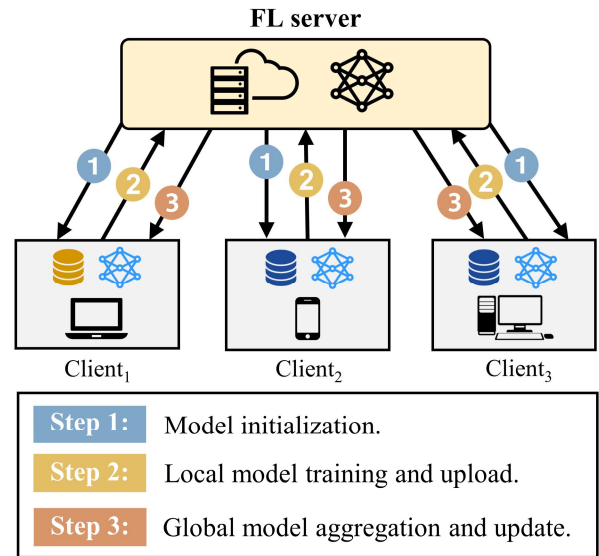 FL server
1 2 3 1 2 3 3 2 1
Client₁ Client₂ Client₃
Step 1: Model initialization.
Step 2: Local model training and upload.
Step 3: Global model aggregation and update.